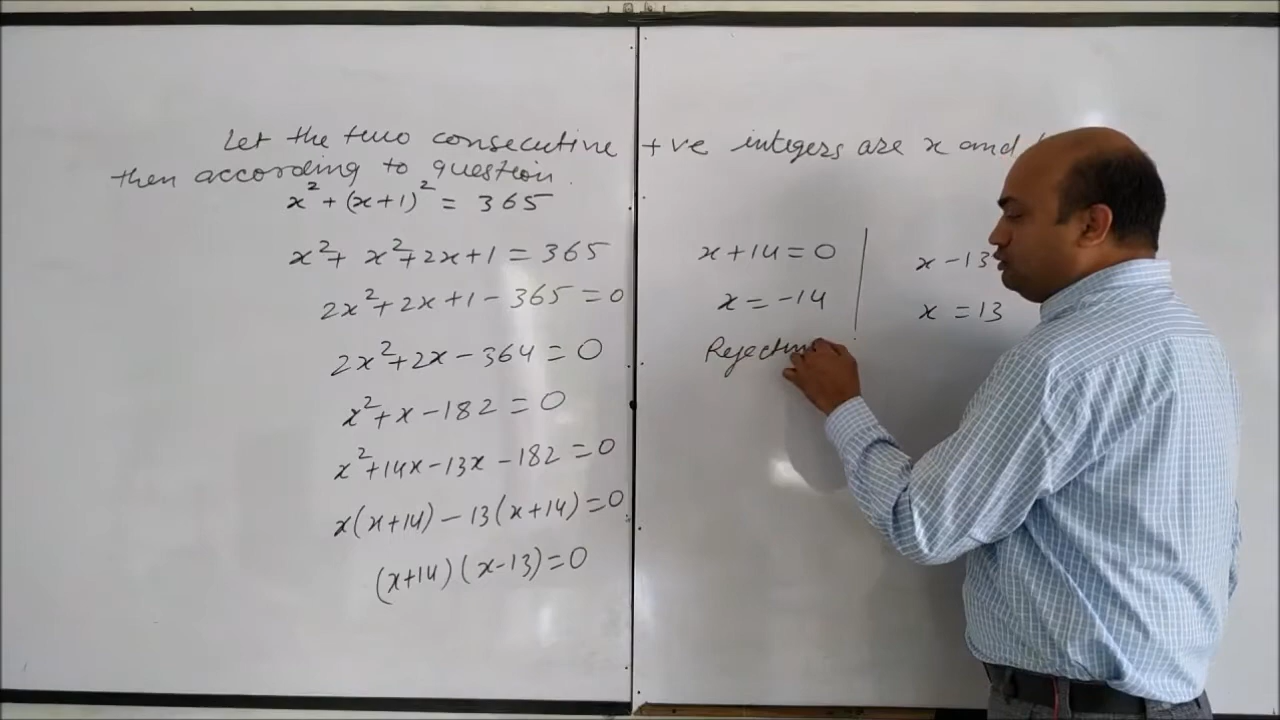 Let the two consecutive +ve integers are x and
then according to question.
x² + (x+1)² = 365
x² + x² + 2x + 1 = 365
2x² + 2x + 1 - 365 = 0
2x² + 2x - 364 = 0
x² + x - 182 = 0
x² + 14x - 13x - 182 = 0
x(x+14) - 13(x+14) = 0
(x+14)(x-13) = 0
x + 14 = 0
x = -14
x - 13
x = 13